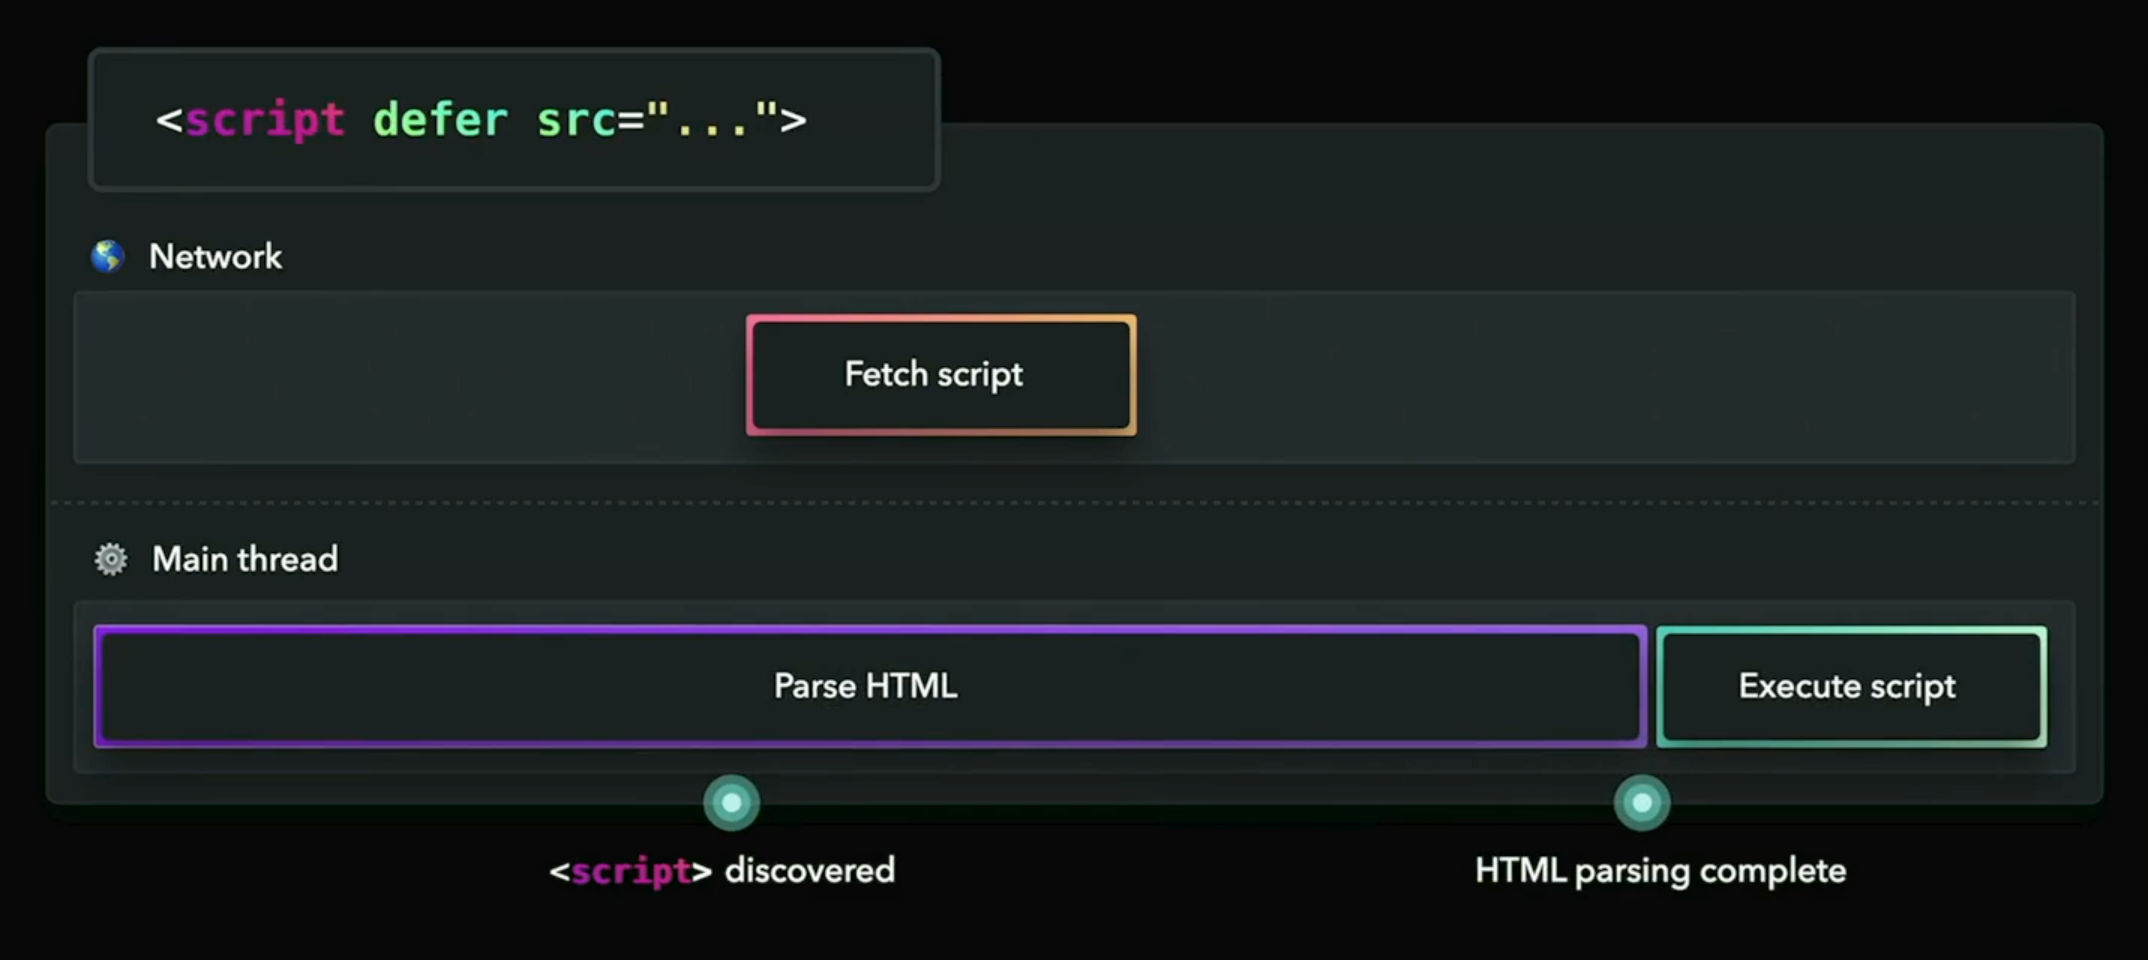 <script defer src="...">
Network
Fetch script
Main thread
Parse HTML
Execute script
<script> discovered
HTML parsing complete